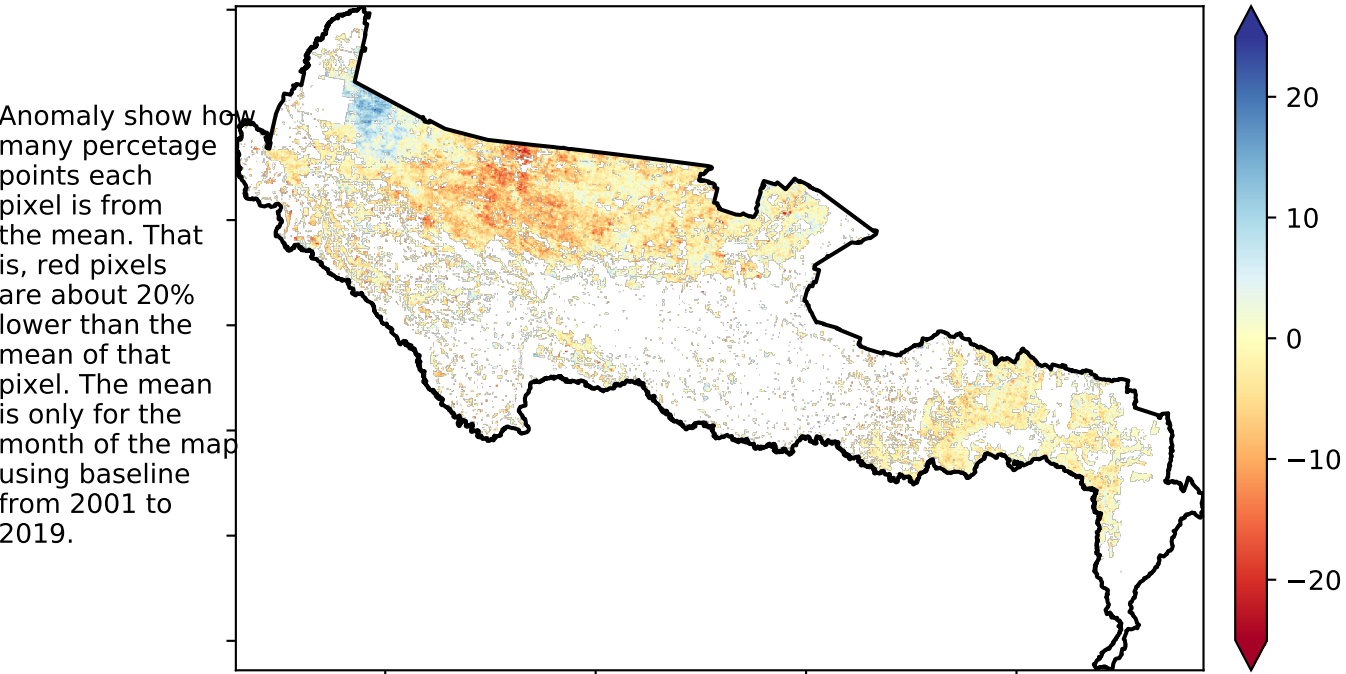 Anomaly show how
many percetage
points each
pixel is from
the mean. That
is, red pixels
are about 20%
lower than the
mean of that
pixel. The mean
is only for the
month of the map
using baseline
from 2001 to
2019.
20
10
0
−10
−20